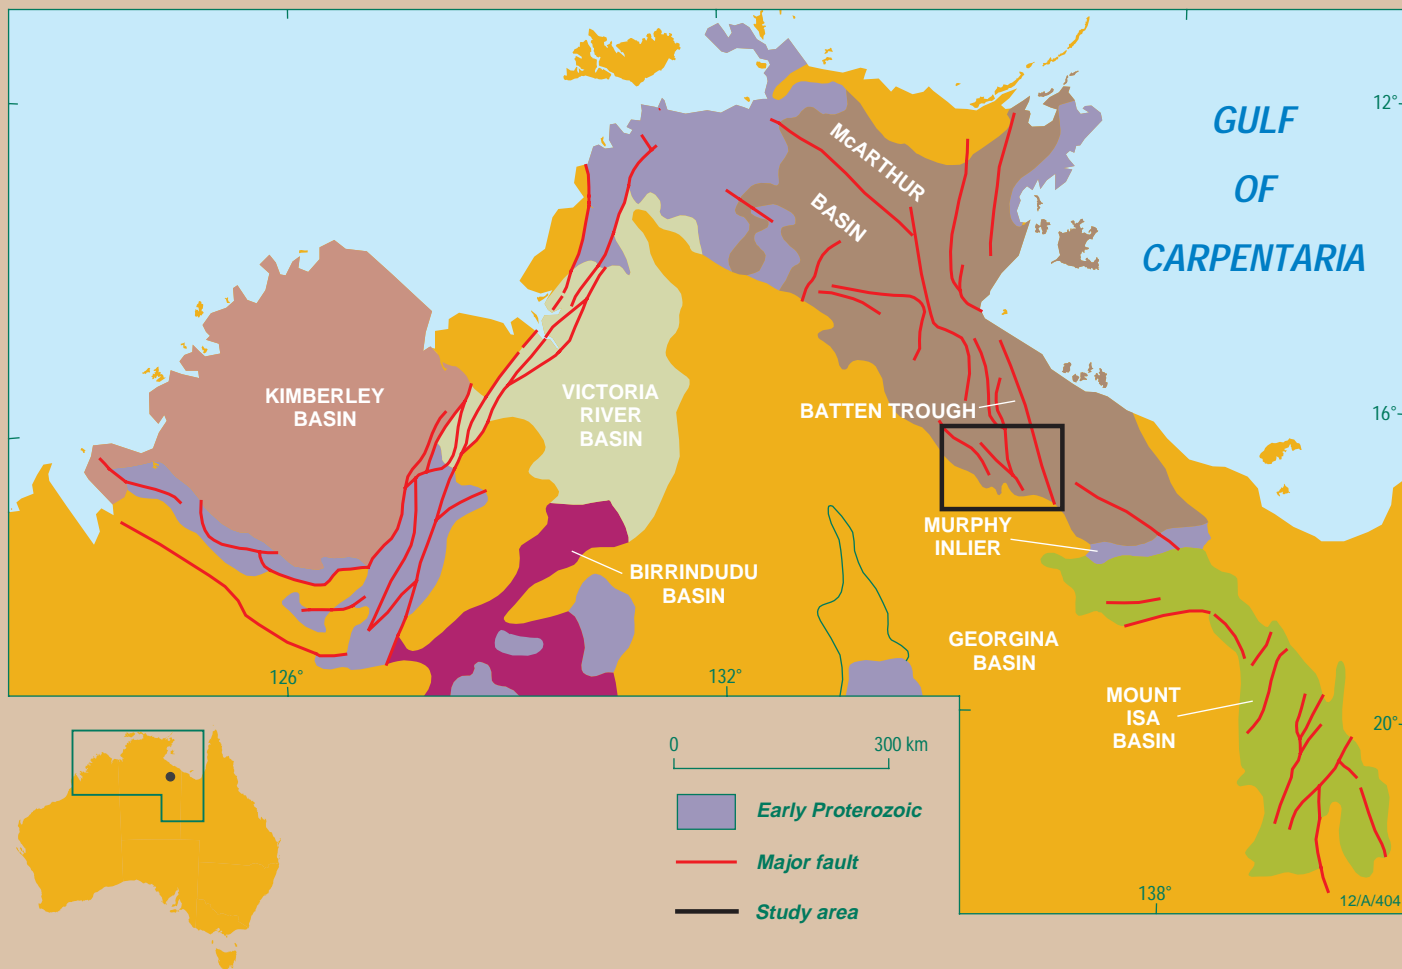 12°
GULF
OF
CARPENTARIA
McARTHUR
BASIN
KIMBERLEY
BASIN
VICTORIA
RIVER
BASIN
BATTEN TROUGH
16°
MURPHY
INLIER
BIRRINDUDU
BASIN
GEORGINA
BASIN
126°
132°
MOUNT
ISA
BASIN
20°
0 300 km
Early Proterozoic
Major fault
Study area
138°
12/A/404